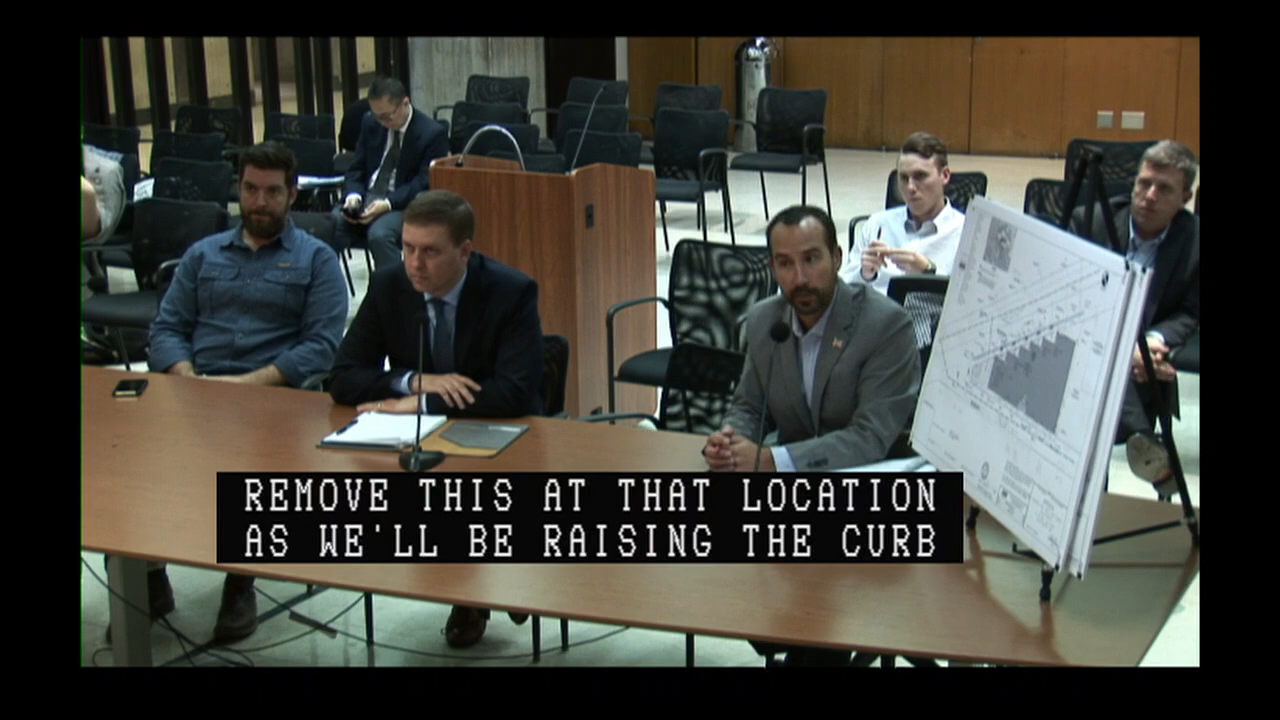 REMOVE THIS AT THAT LOCATION
AS WE'LL BE RAISING THE CURB